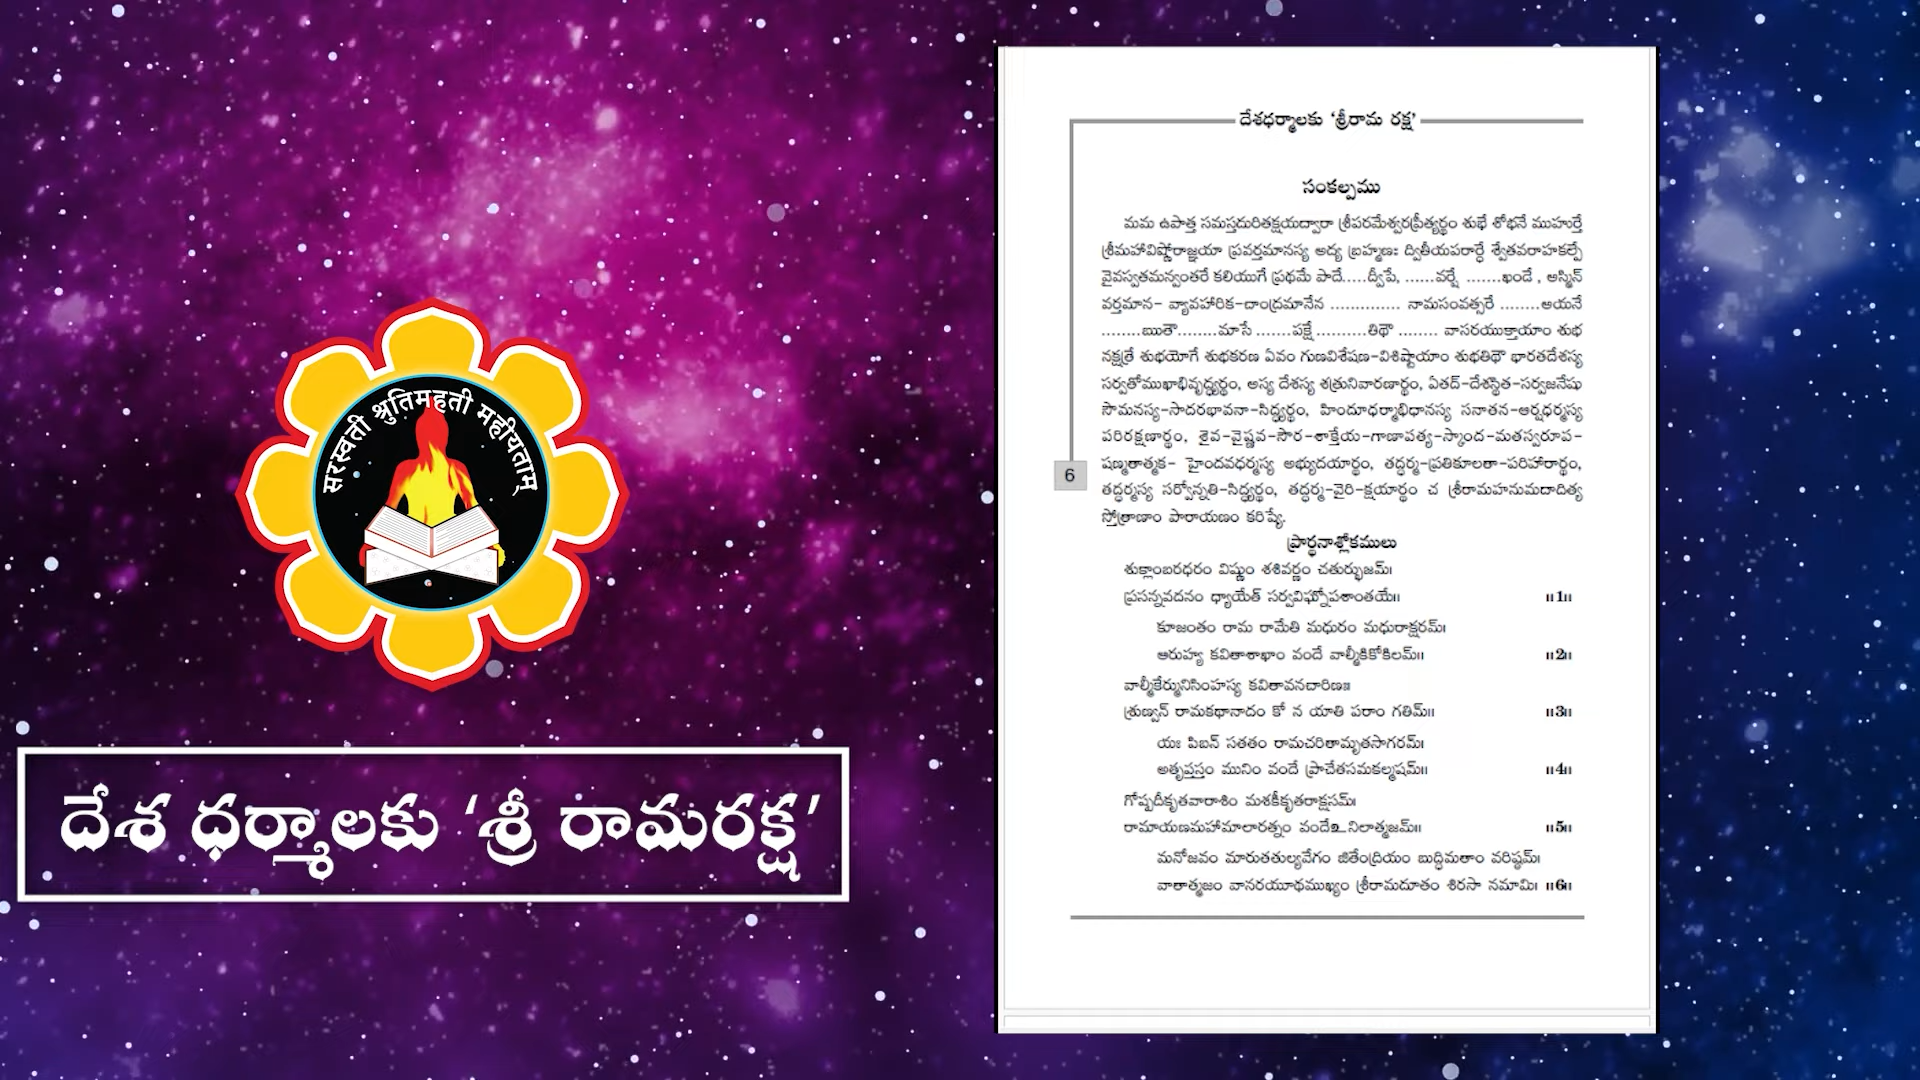 सरस्वती श्रुतिमहती महीयताम्
దేశ ధర్మాలకు ‘శ్రీ రామరక్ష’
దేశధర్మాలకు ‘శ్రీరామ రక్ష’
సంకల్పము
మమ ఉపాత్త సమస్తదురితక్షయద్వారా శ్రీపరమేశ్వరప్రీత్యర్థం శుభే శోభనే ముహుర్తే
శ్రీమహావిష్ణోరాజ్ఞయా ప్రవర్తమానస్య అద్య బ్రహ్మణః ద్వితీయపరార్ధే శ్వేతవరాహకల్పే
వైవస్వతమన్వంతరే కలియుగే ప్రథమే పాదే.....ద్వీపే, ......వర్షే .......ఖండే , అస్మిన్
వర్తమాన- వ్యావహారిక-చాంద్రమానేన .............. నామసంవత్సరే ........అయనే
........ఋతౌ........మాసే .......పక్షే ..........తిథౌ ........ వాసరయుక్తాయాం శుభ
నక్షత్రే శుభయోగే శుభకరణ ఏవం గుణవిశేషణ-విశిష్టాయాం శుభతిథౌ భారతదేశస్య
సర్వతోముఖాభివృద్ధ్యర్థం, అస్య దేశస్య శత్రునివారణార్థం, ఏతద్-దేశస్థిత-సర్వజనేషు
సౌమనస్య-సాదరభావనా-సిద్ధ్యర్థం, హిందూధర్మాభిధానస్య సనాతన-ఆర్షధర్మస్య
పరిరక్షణార్థం, శైవ-వైష్ణవ-సౌర-శాక్తేయ-గాణాపత్య-స్కాంద-మతస్వరూప-
షణ్మతాత్మక- హైందవధర్మస్య అభ్యుదయార్థం, తద్ధర్మ-ప్రతికూలతా-పరిహారార్థం,
6
తద్ధర్మస్య సర్వోన్నతి-సిద్ధ్యర్థం, తద్ధర్మ-వైరి-క్షయార్థం చ శ్రీరామహనుమదాదిత్య
స్తోత్రాణాం పారాయణం కరిష్యే.
ప్రార్థనాశ్లోకములు
శుక్లాంబరధరం విష్ణుం శశివర్ణం చతుర్భుజమ్।
ప్రసన్నవదనం ధ్యాయేత్ సర్వవిఘ్నోపశాంతయే॥ ॥1॥
కూజంతం రామ రామేతి మధురం మధురాక్షరమ్।
ఆరుహ్య కవితాశాఖాం వందే వాల్మీకికోకిలమ్॥ ॥2॥
వాల్మీకేర్మునిసింహస్య కవితావనచారిణః।
శ్రుణ్వన్ రామకథానాదం కో న యాతి పరాం గతిమ్॥ ॥3॥
యః పిబన్ సతతం రామచరితామృతసాగరమ్।
అతృప్తస్తం మునిం వందే ప్రాచేతసమకల్మషమ్॥ ॥4॥
గోష్పదీకృతవారాశిం మశకీకృతరాక్షసమ్।
రామాయణమహామాలారత్నం వందేఽనిలాత్మజమ్॥ ॥5॥
మనోజవం మారుతతుల్యవేగం జితేంద్రియం బుద్ధిమతాం వరిష్ఠమ్।
వాతాత్మజం వానరయూథముఖ్యం శ్రీరామదూతం శిరసా నమామి। ॥6॥